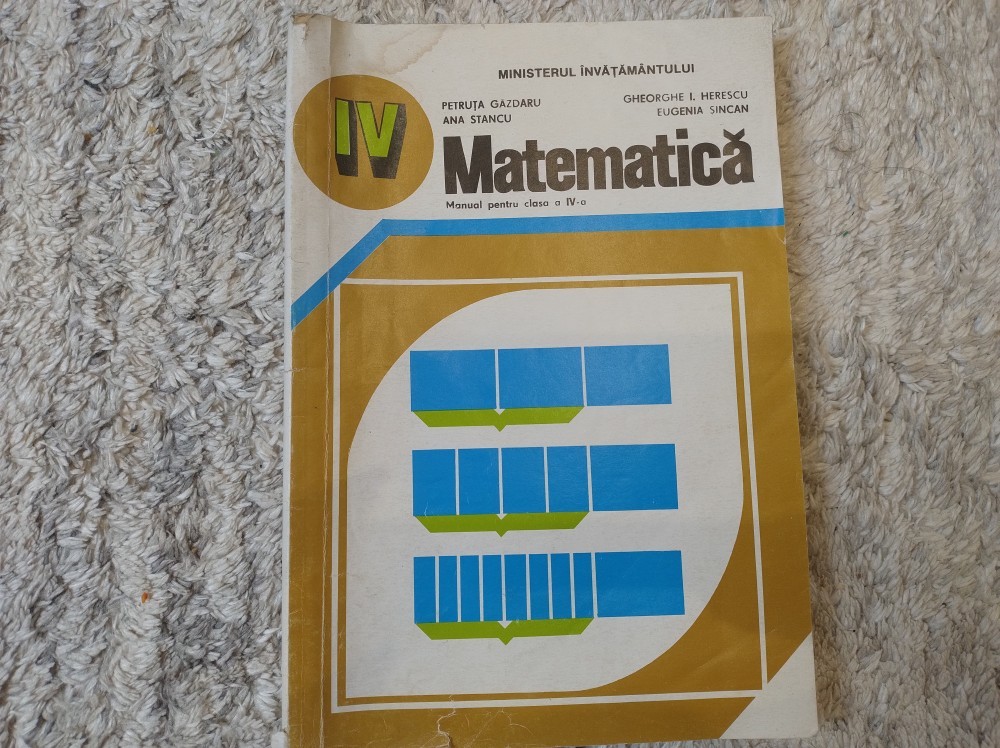 MINISTERUL ÎNVĂȚĂMÂNTULUI
PETRUȚA GAZDARU
ANA STANCU
GHEORGHE I. HERESCU
EUGENIA ȘINCAN
IV
Matematică
Manual pentru clasa a IV-a